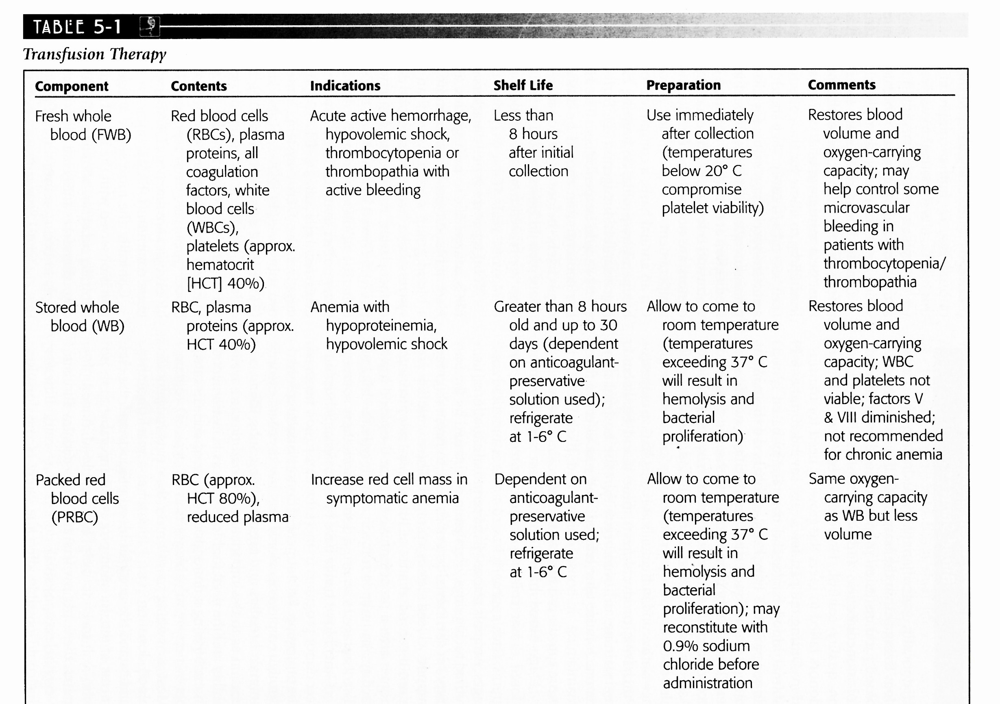 TABLE 5-1
Transfusion Therapy
Component
Contents
Indications
Shelf Life
Preparation
Comments
Fresh whole
blood (FWB)
Red blood cells
(RBCs), plasma
proteins, all
coagulation
factors, white
blood cells
(WBCs),
platelets (approx.
hematocrit
[HCT] 40%)
Acute active hemorrhage,
hypovolemic shock,
thrombocytopenia or
thrombopathia with
active bleeding
Less than
8 hours
after initial
collection
Use immediately
after collection
(temperatures
below 20° C
compromise
platelet viability)
Restores blood
volume and
oxygen-carrying
capacity; may
help control some
microvascular
bleeding in
patients with
thrombocytopenia/
thrombopathia
Stored whole
blood (WB)
RBC, plasma
proteins (approx.
HCT 40%)
Anemia with
hypoproteinemia,
hypovolemic shock
Greater than 8 hours
old and up to 30
days (dependent
on anticoagulant-
preservative
solution used);
refrigerate
at 1-6° C
Allow to come to
room temperature
(temperatures
exceeding 37° C
will result in
hemolysis and
bacterial
proliferation)
Restores blood
volume and
oxygen-carrying
capacity; WBC
and platelets not
viable; factors V
& VIII diminished;
not recommended
for chronic anemia
Packed red
blood cells
(PRBC)
RBC (approx.
HCT 80%),
reduced plasma
Increase red cell mass in
symptomatic anemia
Dependent on
anticoagulant-
preservative
solution used;
refrigerate
at 1-6° C
Allow to come to
room temperature
(temperatures
exceeding 37° C
will result in
hemolysis and
bacterial
proliferation); may
reconstitute with
0.9% sodium
chloride before
administration
Same oxygen-
carrying capacity
as WB but less
volume